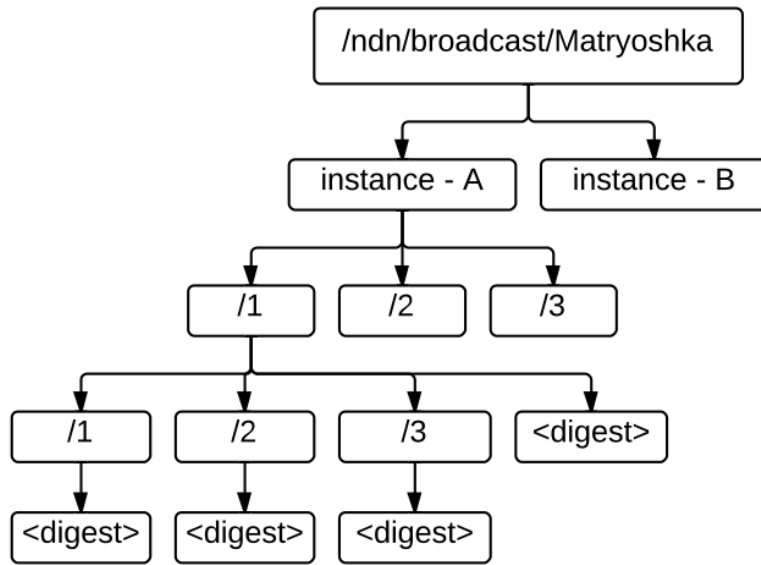 /ndn/broadcast/Matryoshka
instance - A
instance - B
/1
/2
/3
/1
/2
/3
<digest>
<digest>
<digest>
<digest>